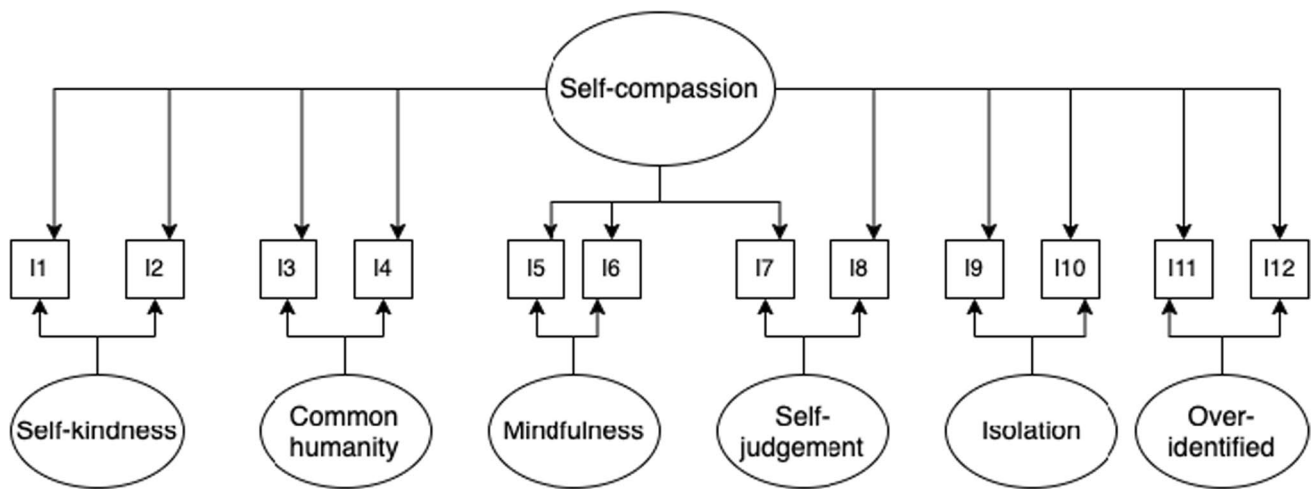 Self-compassion
I1
I2
I3
I4
I5
I6
I7
I8
I9
I10
I11
I12
Self-kindness
Common
humanity
Mindfulness
Self-
judgement
Isolation
Over-
identified